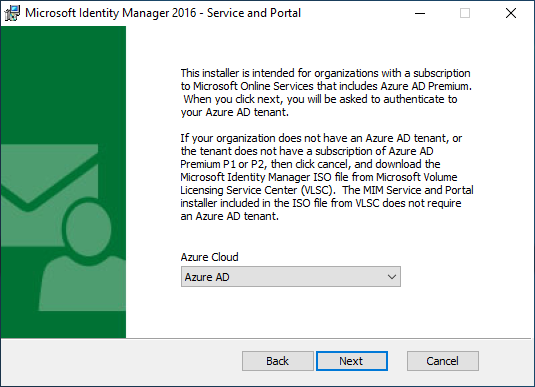 Microsoft Identity Manager 2016 - Service and Portal
This installer is intended for organizations with a subscription
to Microsoft Online Services that includes Azure AD Premium.
When you click next, you will be asked to authenticate to
your Azure AD tenant.
If your organization does not have an Azure AD tenant, or
the tenant does not have a subscription of Azure AD
Premium P1 or P2, then click cancel, and download the
Microsoft Identity Manager ISO file from Microsoft Volume
Licensing Service Center (VLSC). The MIM Service and Portal
installer included in the ISO file from VLSC does not require
an Azure AD tenant.
Azure Cloud
Azure AD
Back Next Cancel